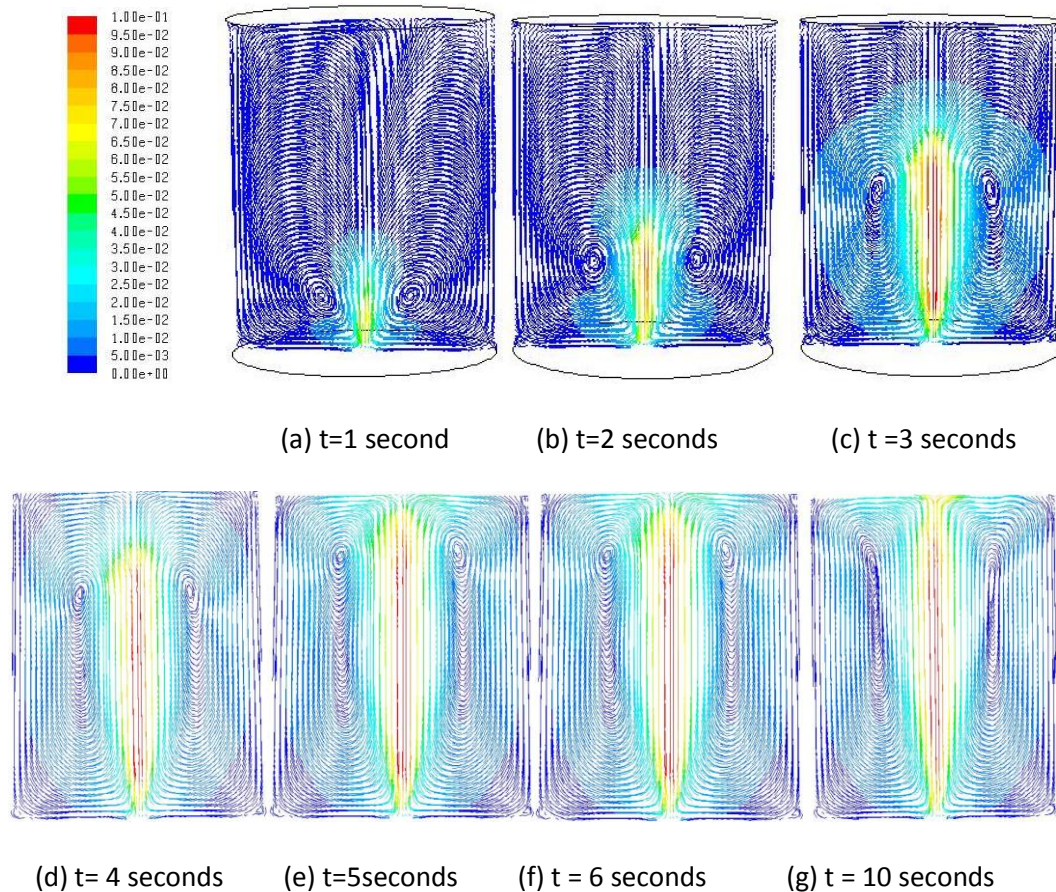 1.00e-01
9.50e-02
9.00e-02
8.50e-02
8.00e-02
7.50e-02
7.00e-02
6.50e-02
6.00e-02
5.50e-02
5.00e-02
4.50e-02
4.00e-02
3.50e-02
3.00e-02
2.50e-02
2.00e-02
1.50e-02
1.00e-02
5.00e-03
0.00e+00
(a) t=1 second
(b) t=2 seconds
(c) t =3 seconds
(d) t= 4 seconds
(e) t=5seconds
(f) t = 6 seconds
(g) t = 10 seconds